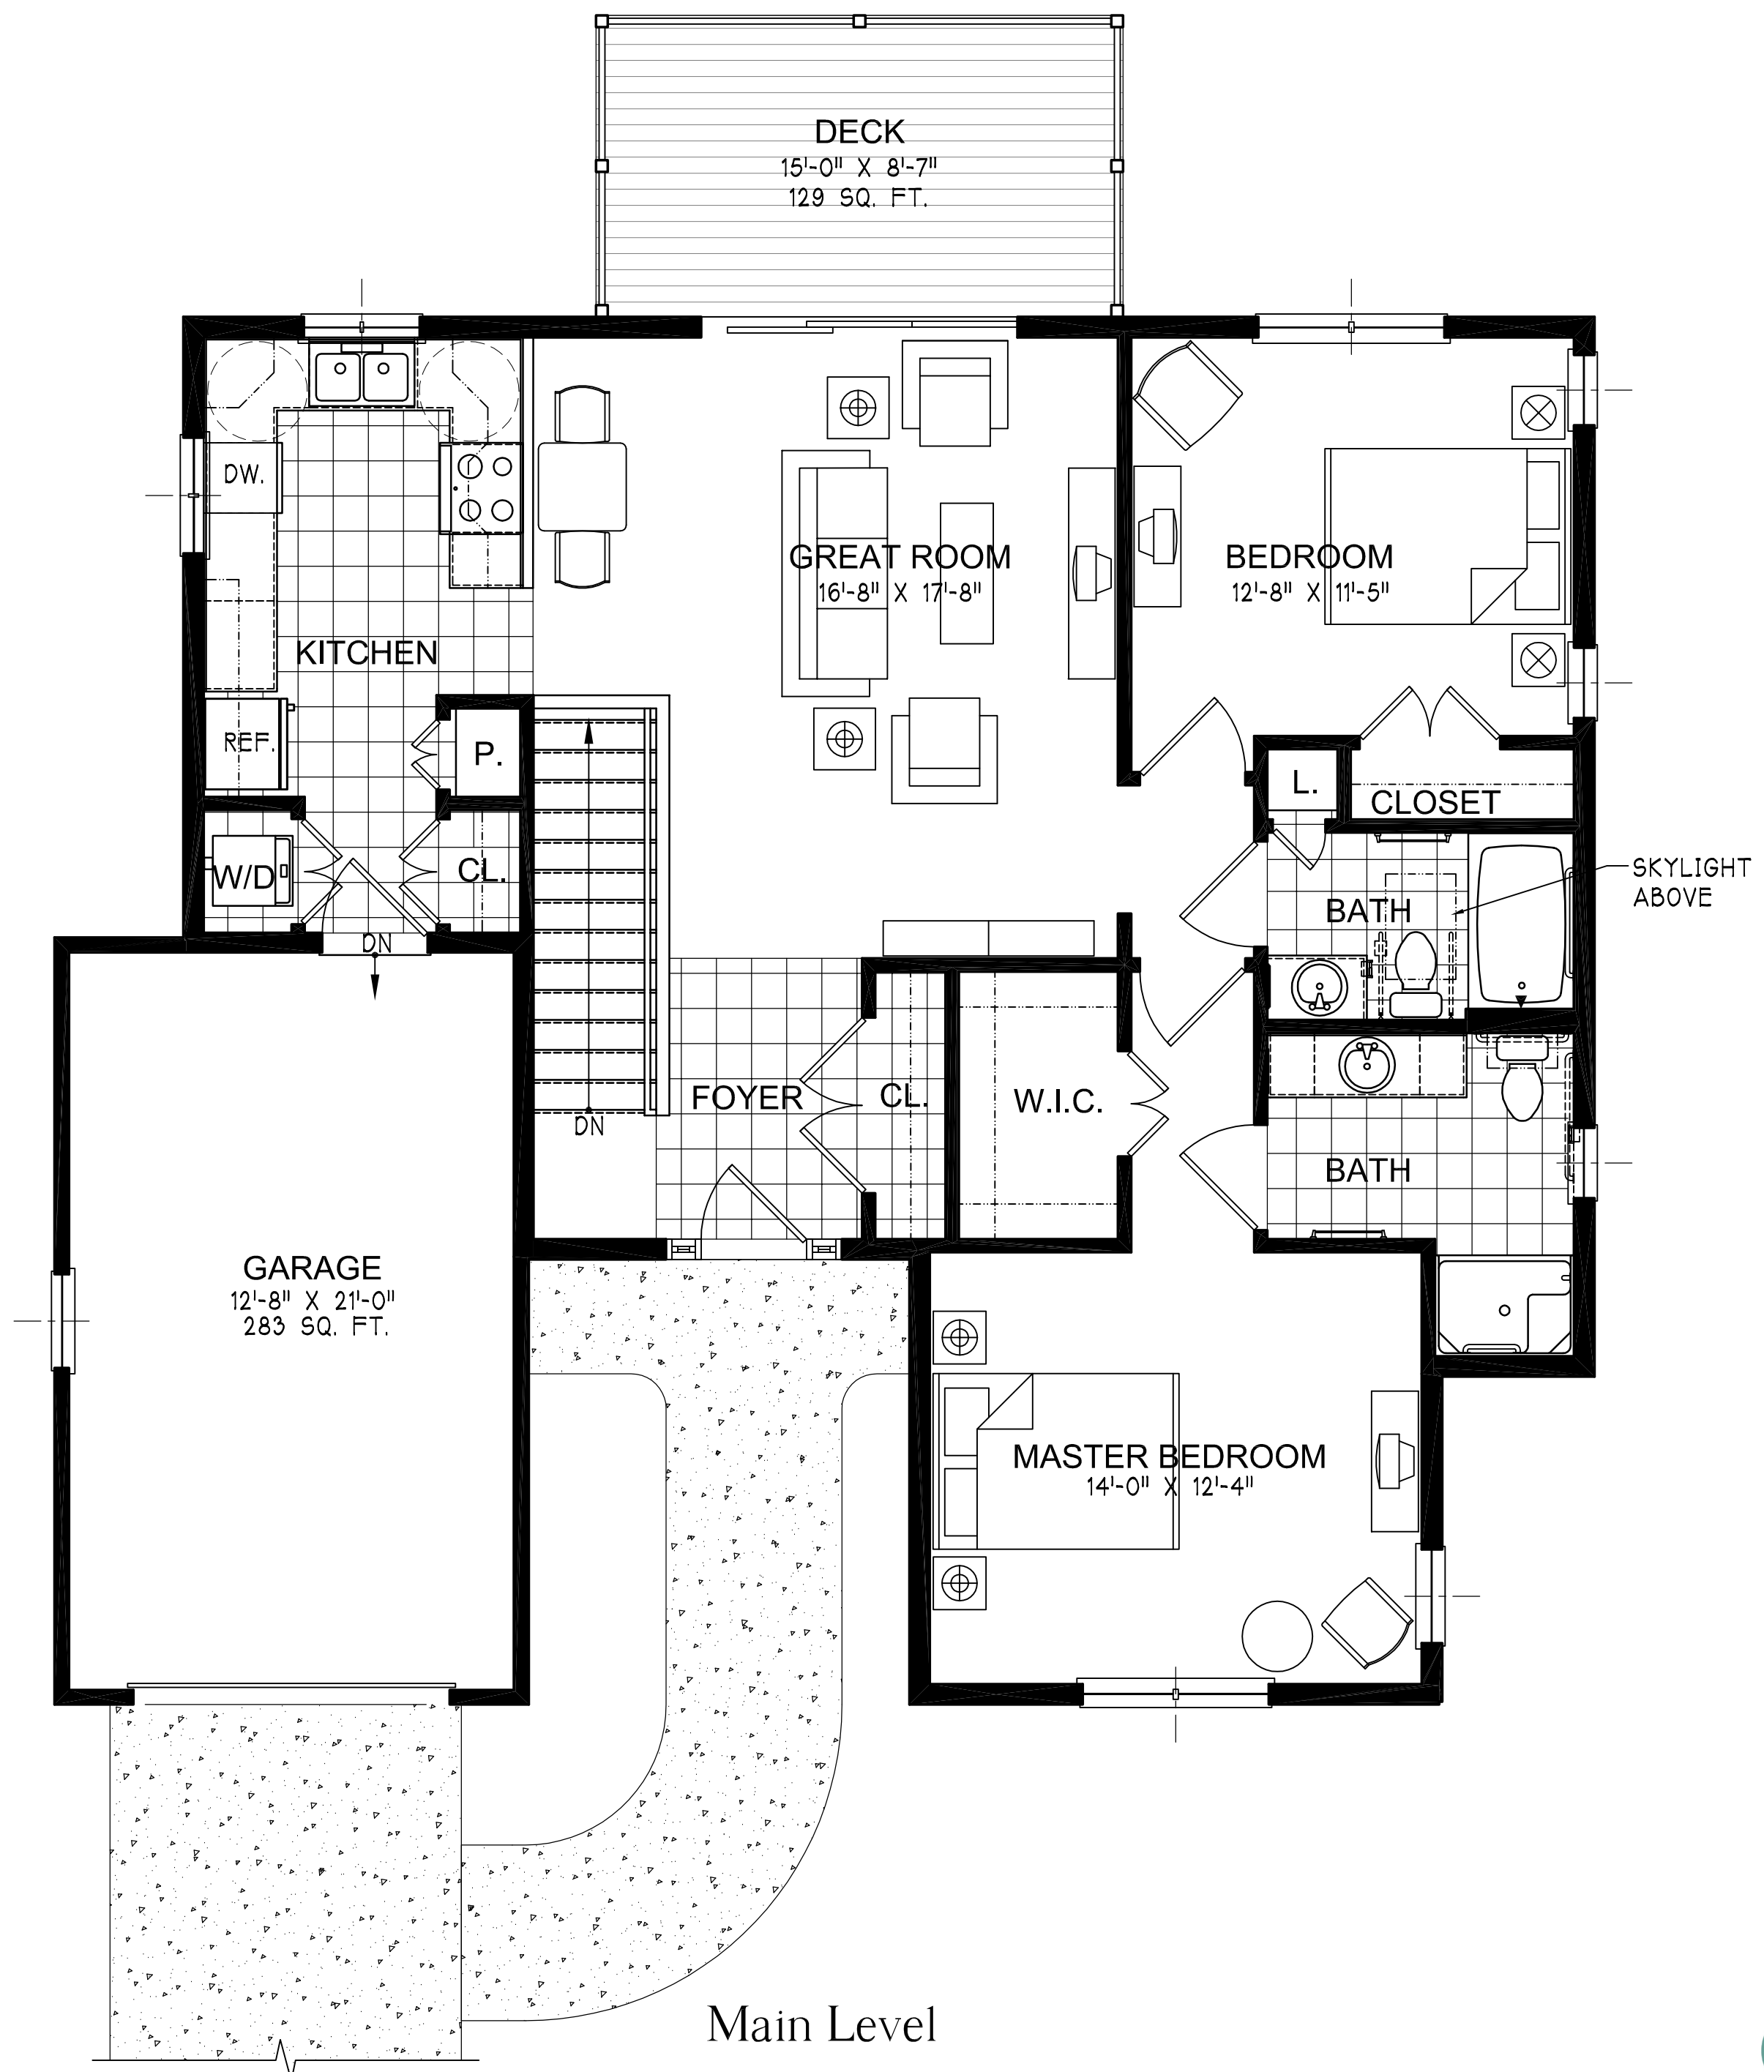 DECK
15'-0" X 8'-7"
129 SQ. FT.
DW.
GREAT ROOM
16'-8" X 17'-8"
BEDROOM
12'-8" X 11'-5"
KITCHEN
REF.
P.
L.
CLOSET
W/D
CL.
SKYLIGHT
ABOVE
BATH
DN
FOYER
CL.
W.I.C.
DN
BATH
GARAGE
12'-8" X 21'-0"
283 SQ. FT.
MASTER BEDROOM
14'-0" X 12'-4"
Main Level